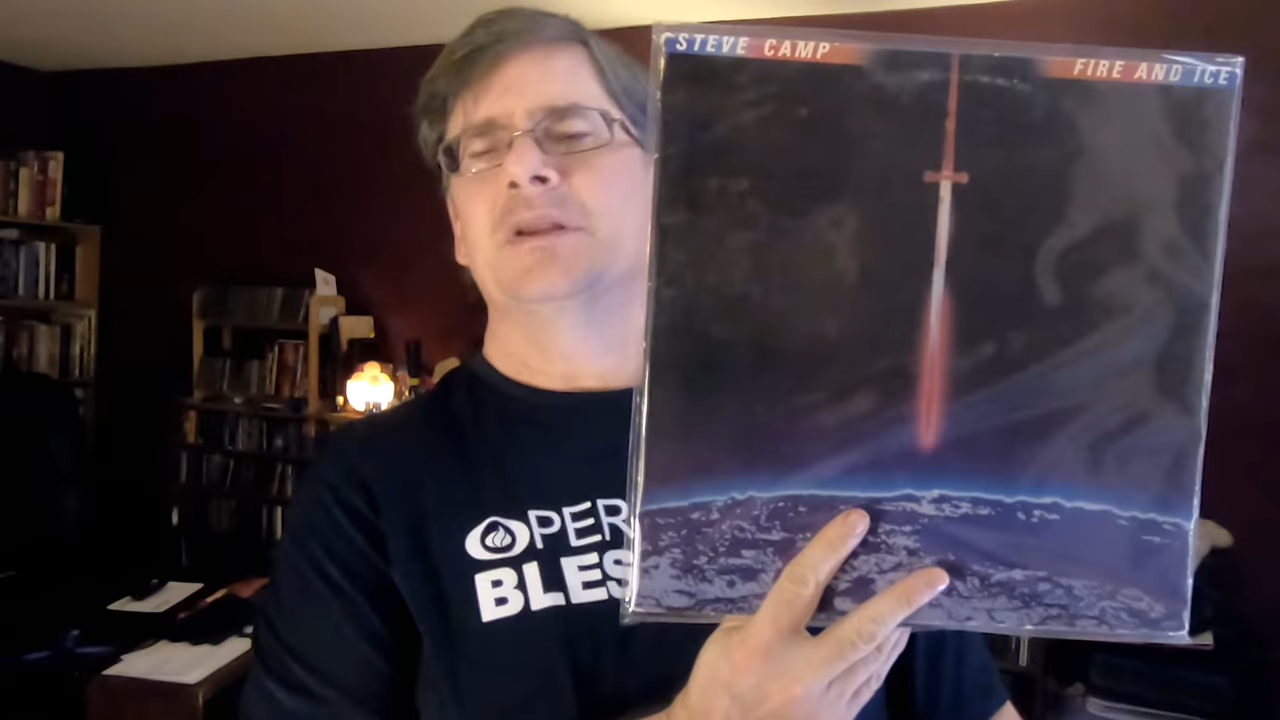 STEVE CAMP
FIRE AND ICE
OPER
BLES